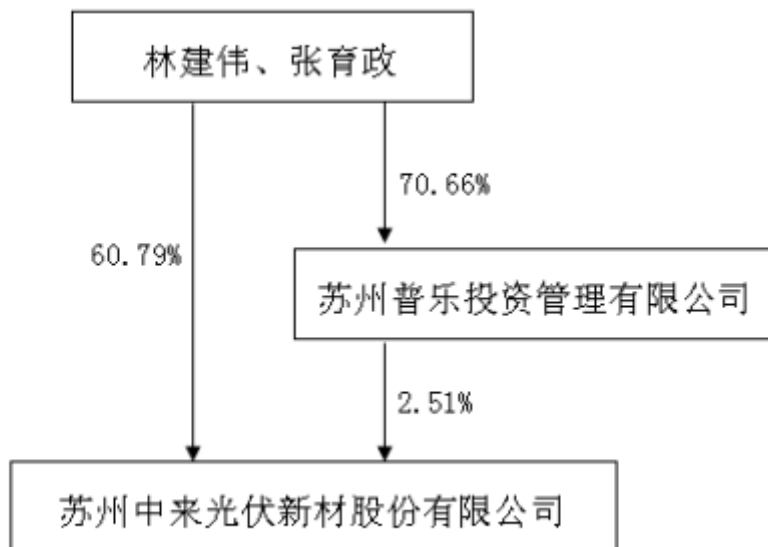 林建伟、张育政
70.66%
60.79%
苏州普乐投资管理有限公司
2.51%
苏州中来光伏新材股份有限公司